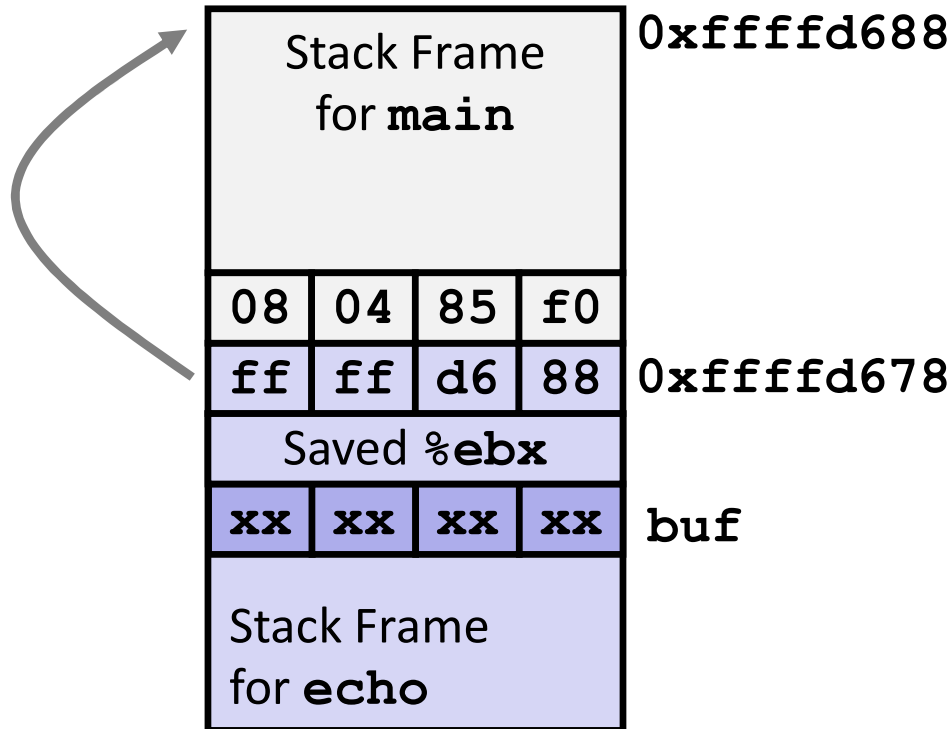 Stack Frame
for main
0xffffd688
08 04 85 f0
ff ff d6 88
0xffffd678
Saved %ebx
xx xx xx xx
buf
Stack Frame
for echo